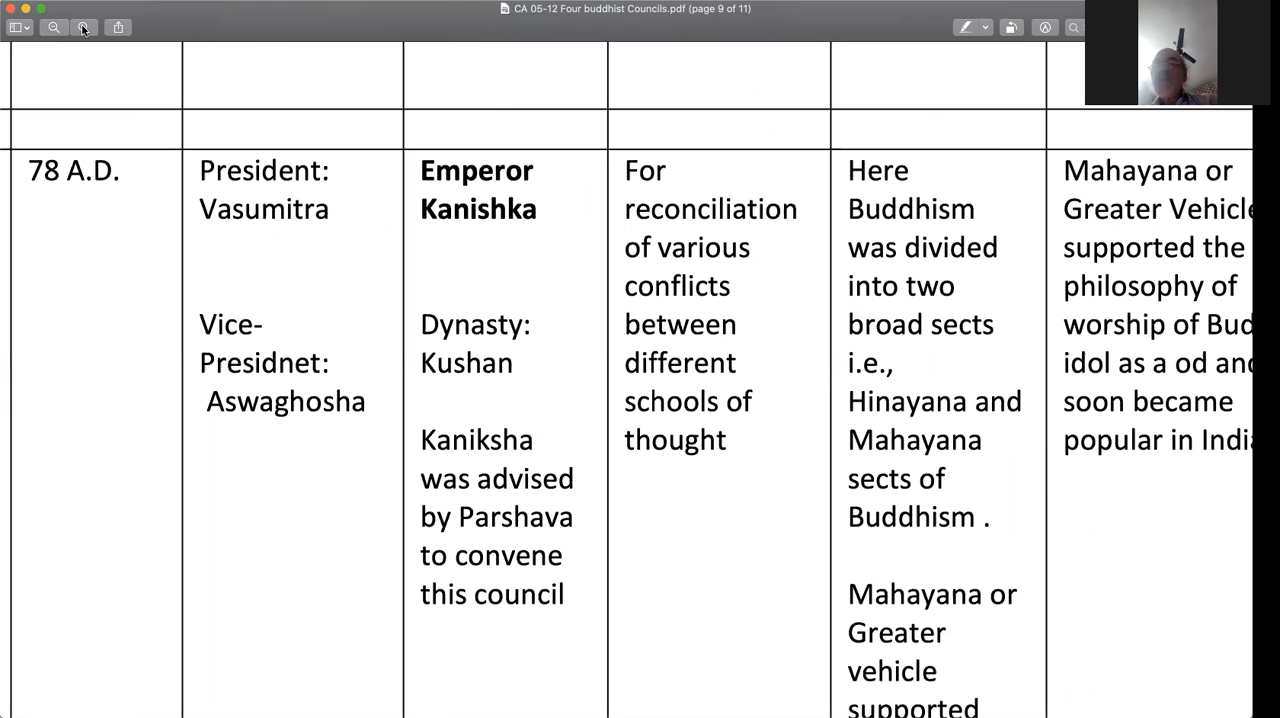 CA 05-12 Four buddhist Councils.pdf (page 9 of 11)
78 A.D.
President:
Vasumitra
Vice-
Presidnet:
Aswaghosha
Emperor
Kanishka
Dynasty:
Kushan
Kaniksha
was advised
by Parshava
to convene
this council
For
reconciliation
of various
conflicts
between
different
schools of
thought
Here
Buddhism
was divided
into two
broad sects
i.e.,
Hinayana and
Mahayana
sects of
Buddhism .
Mahayana or
Greater
vehicle
supported
Mahayana or
Greater Vehicle
supported the
philosophy of
worship of Bud
idol as a od and
soon became
popular in India